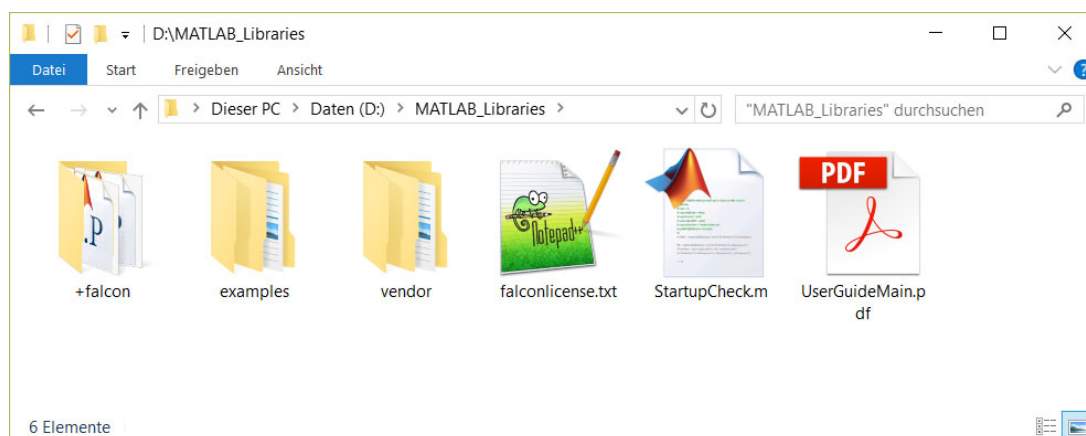 D:\MATLAB_Libraries
Datei Start Freigeben Ansicht ?
Dieser PC > Daten (D:) > MATLAB_Libraries > "MATLAB_Libraries" durchsuchen
.P P
Notepad++
PDF
+falcon
examples
vendor
falconlicense.txt
StartupCheck.m
UserGuideMain.p
df
6 Elemente